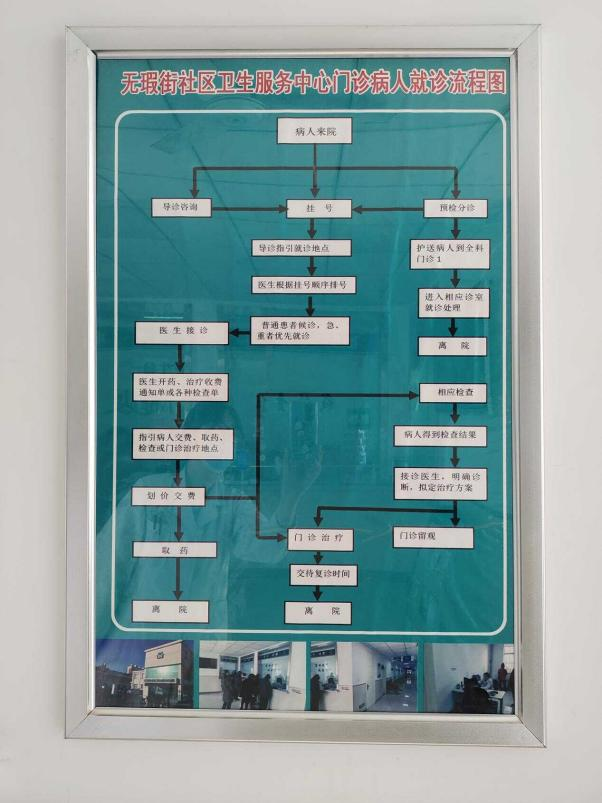 无瑕街社区卫生服务中心门诊病人就诊流程图
病人来院
导诊咨询
挂号
预检分诊
导诊指引就诊地点
护送病人到全科
门诊1
医生根据挂号顺序排号
进入相应诊室
就诊处理
医生接诊
普通患者候诊，急、
重者优先就诊
离院
医生开药、治疗收费
通知单或各种检查单
相应检查
指引病人交费、取药、
检查或门诊治疗地点
病人得到检查结果
接诊医生，明确诊
断，拟定治疗方案
划价交费
门诊治疗
门诊留观
取药
交待复诊时间
离院
离院